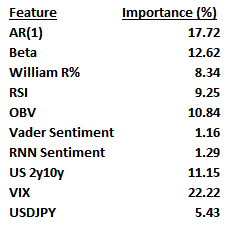 Feature Importance (%)
AR(1) 17.72
Beta 12.62
William R% 8.34
RSI 9.25
OBV 10.84
Vader Sentiment 1.16
RNN Sentiment 1.29
US 2y10y 11.15
VIX 22.22
USDJPY 5.43